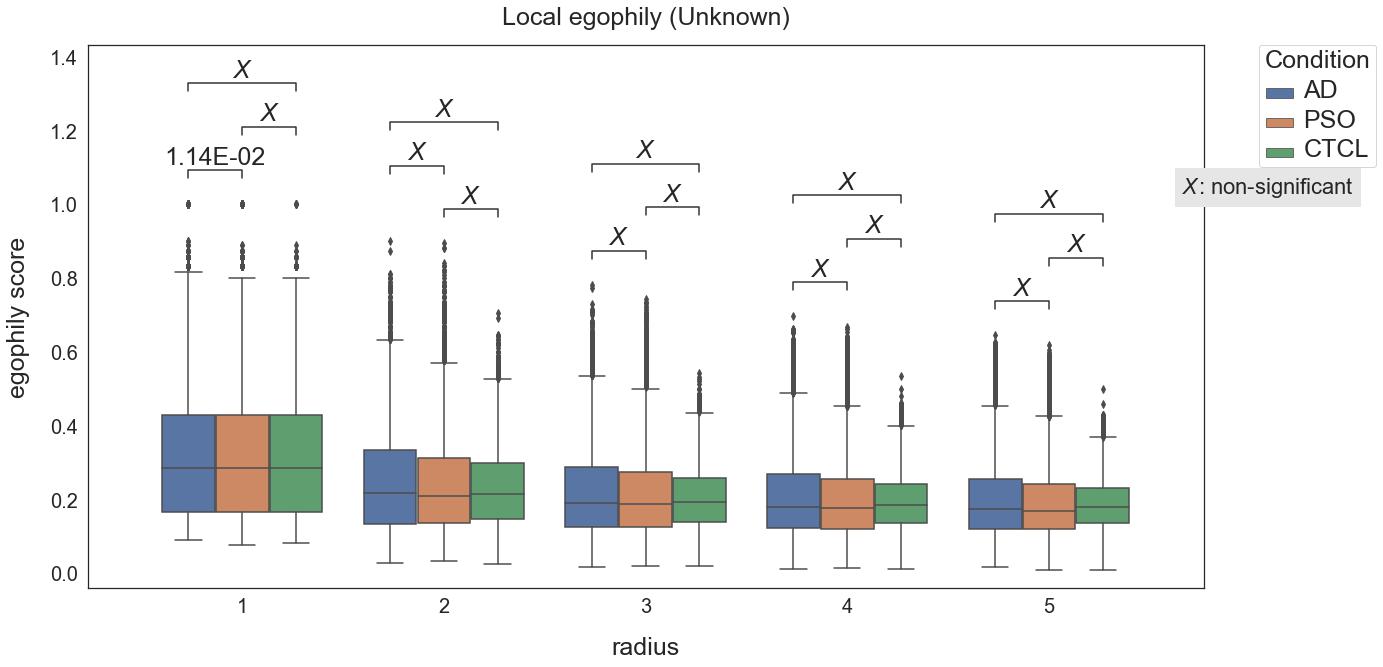 Local egophily (Unknown)
egophily score
1.4
1.2
1.0
0.8
0.6
0.4
0.2
0.0
X
X
1.14E-02
X
X
X
X
X
X
X
X
X
X
X
X
1
2
3
4
5
radius
Condition
AD
PSO
CTCL
X: non-significant